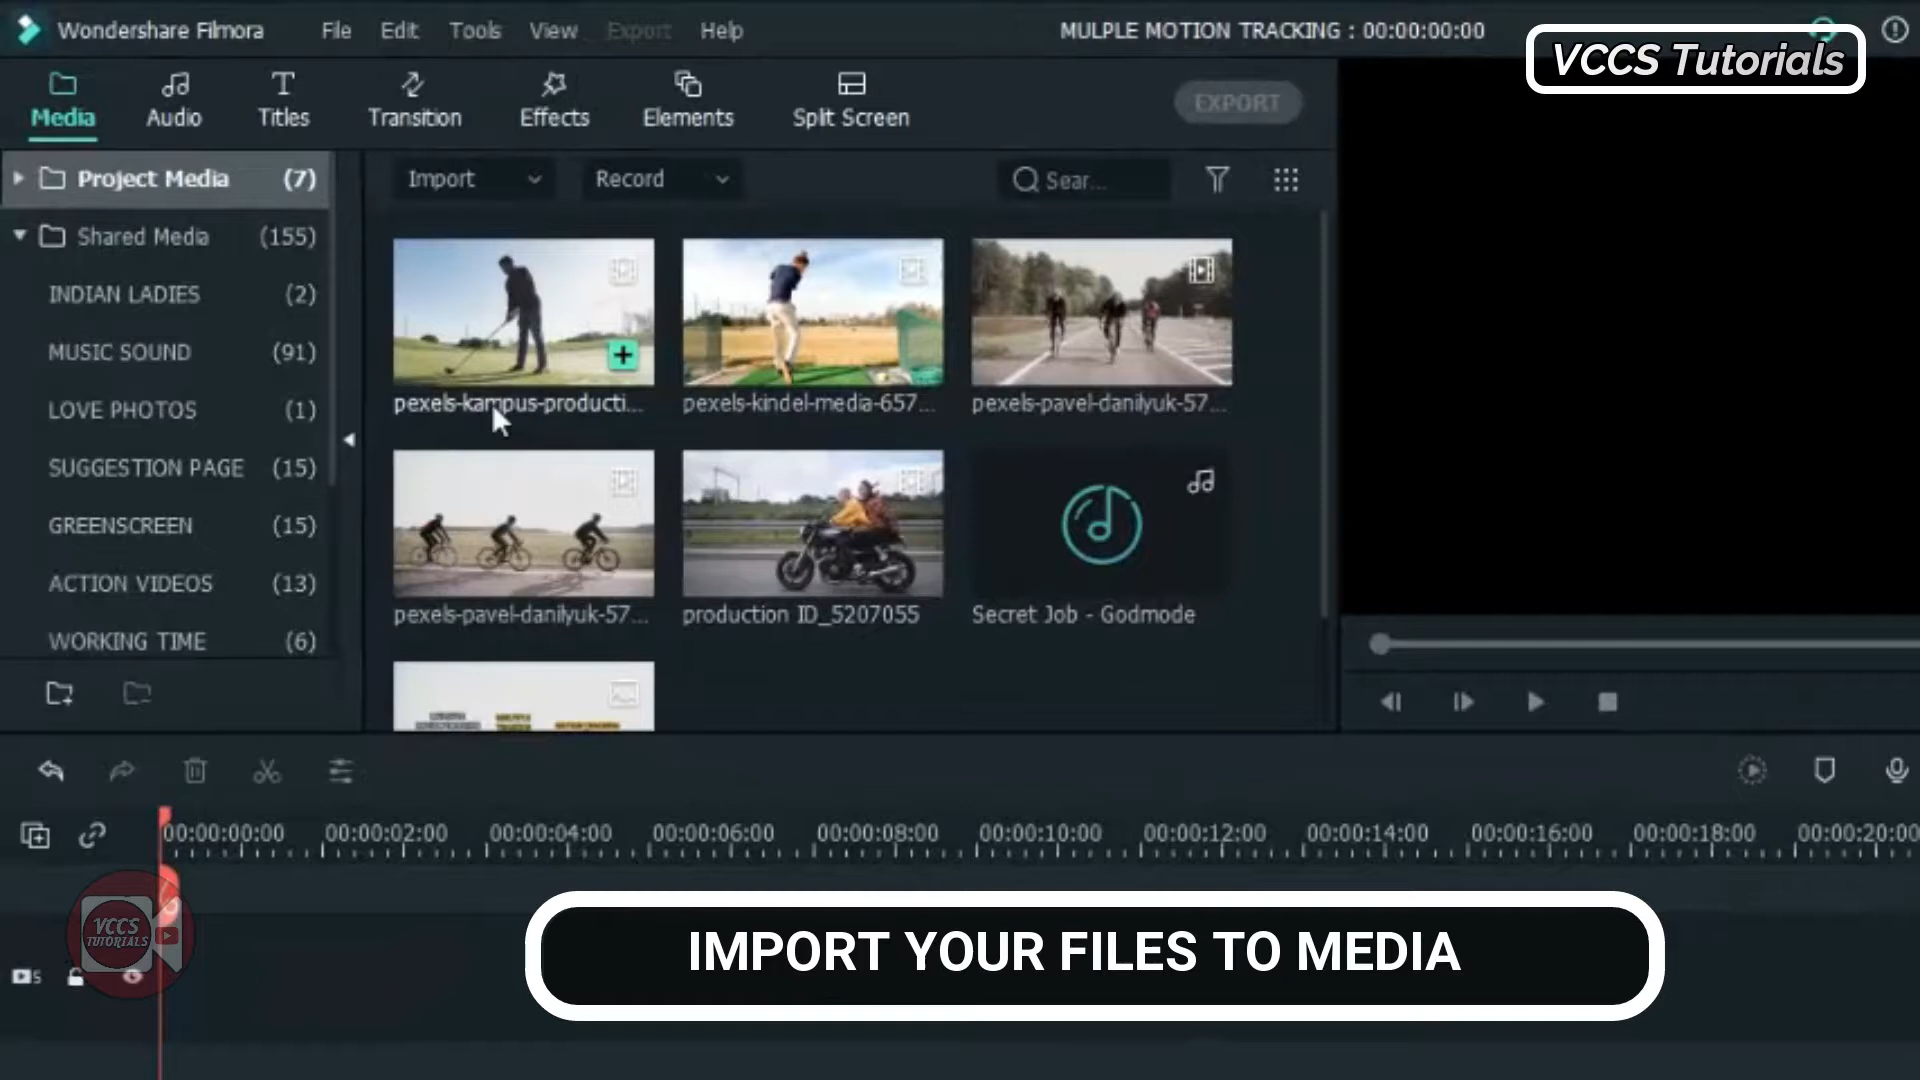 Wondershare Filmora File Edit Tools View Export Help MULPLE MOTION TRACKING : 00:00:00:00
VCCS Tutorials
Media Audio Titles Transition Effects Elements Split Screen EXPORT
Project Media (7)
Import Record Sear...
Shared Media (155)
INDIAN LADIES (2)
MUSIC SOUND (91)
LOVE PHOTOS (1)
SUGGESTION PAGE (15)
GREENSCREEN (15)
ACTION VIDEOS (13)
WORKING TIME (6)
pexels-kampus-producti... pexels-kindel-media-657... pexels-pavel-danilyuk-57...
pexels-pavel-danilyuk-57... production ID_5207055 Secret Job - Godmode
00:00:00:00 00:00:02:00 00:00:04:00 00:00:06:00 00:00:08:00 00:00:10:00 00:00:12:00 00:00:14:00 00:00:16:00 00:00:18:00 00:00:20:00
VCCS
TUTORIALS
5
IMPORT YOUR FILES TO MEDIA